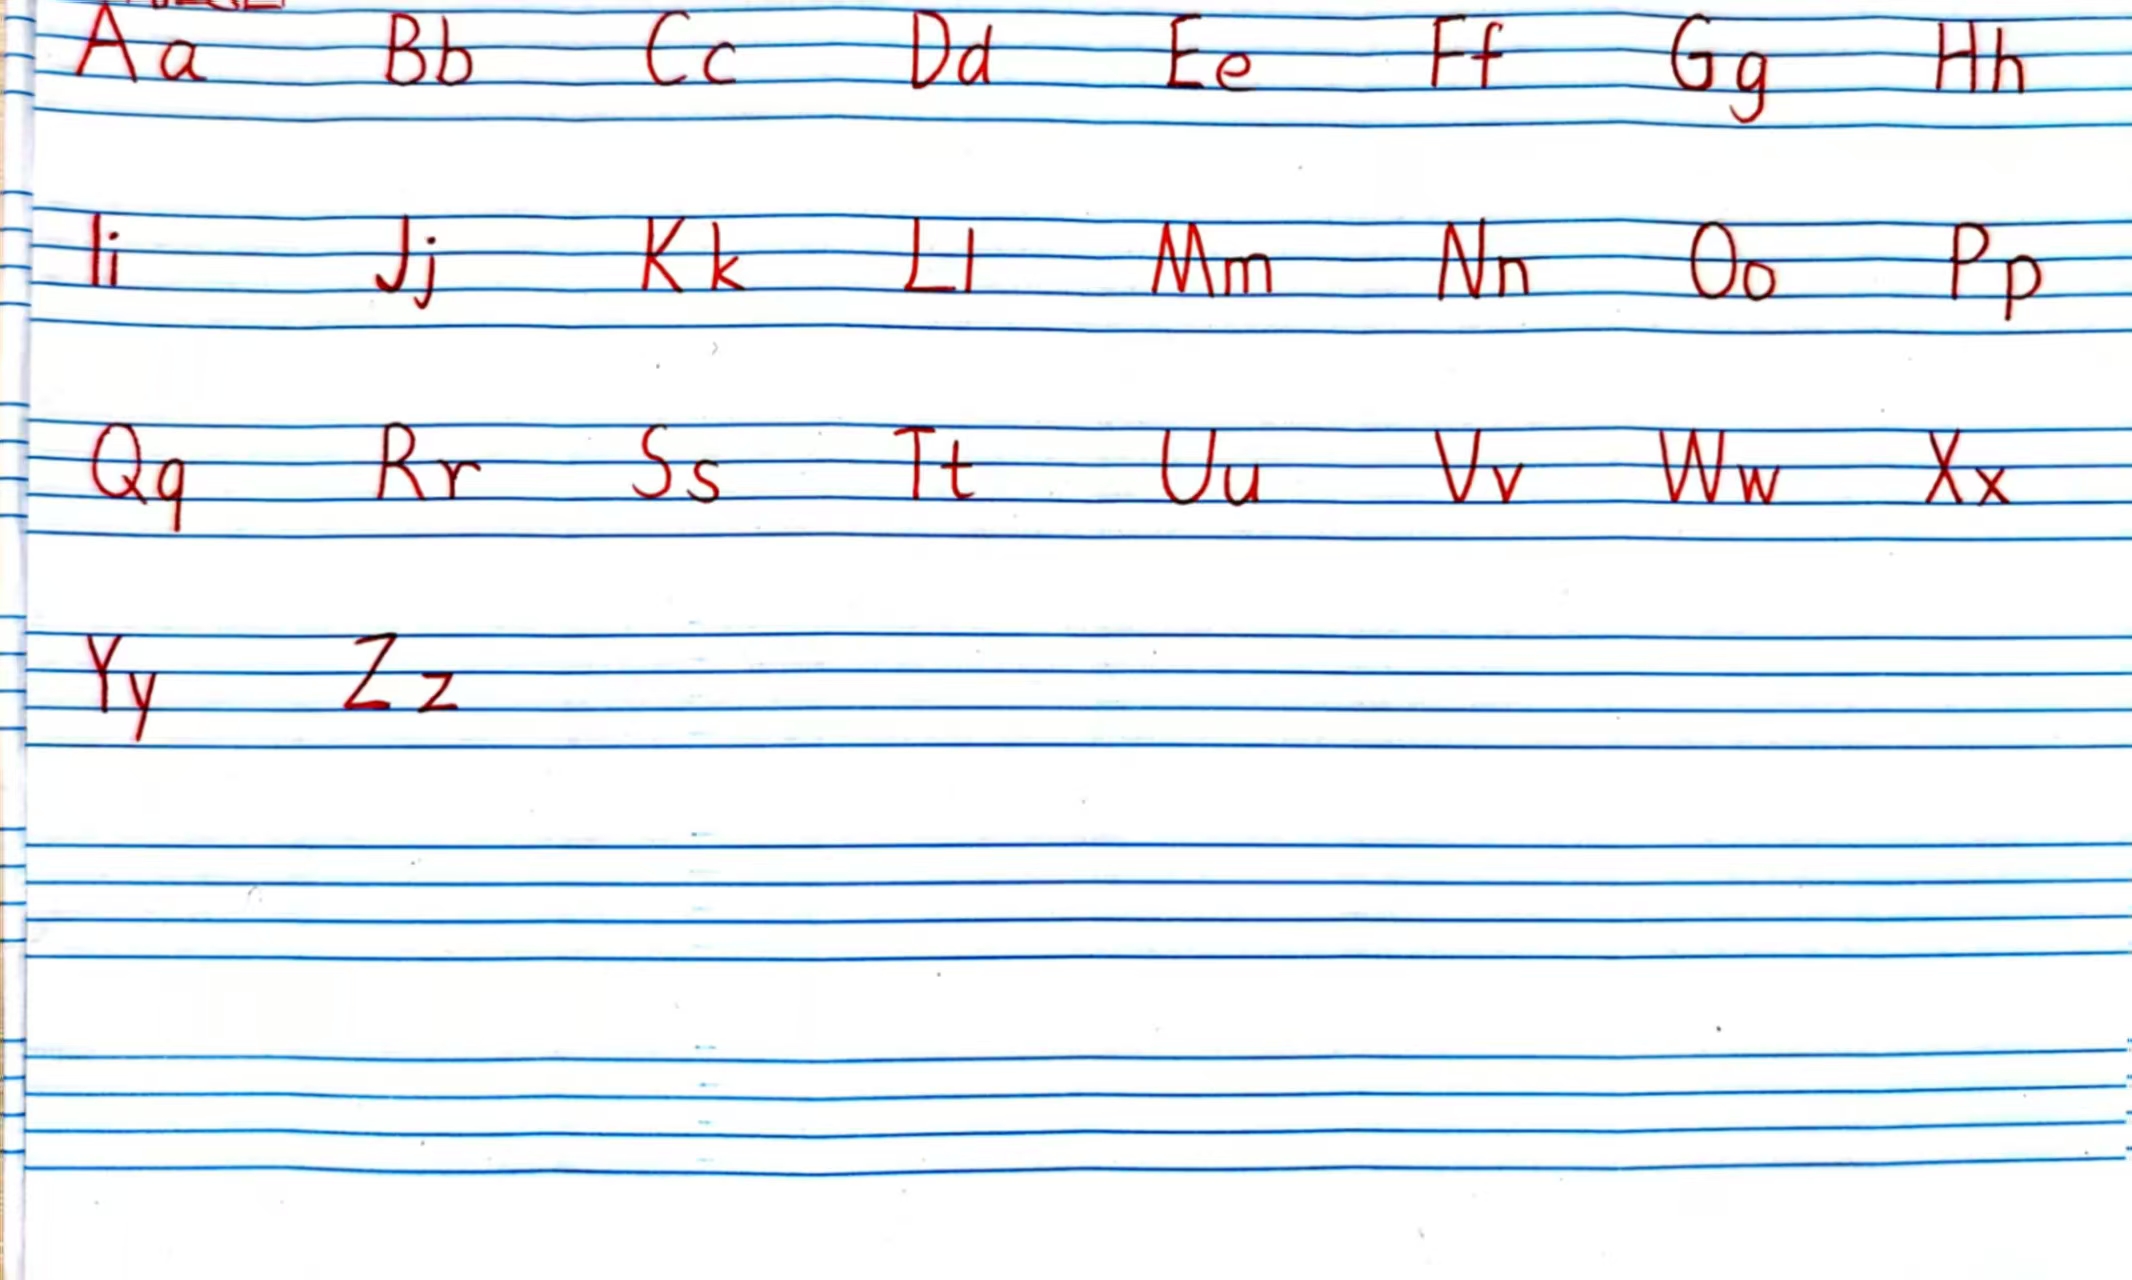 Aa Bb Cc Dd Ee Ff Gg Hh
Ii Jj Kk Ll Mm Nn Oo Pp
Qq Rr Ss Tt Uu Vv Ww Xx
Yy Zz